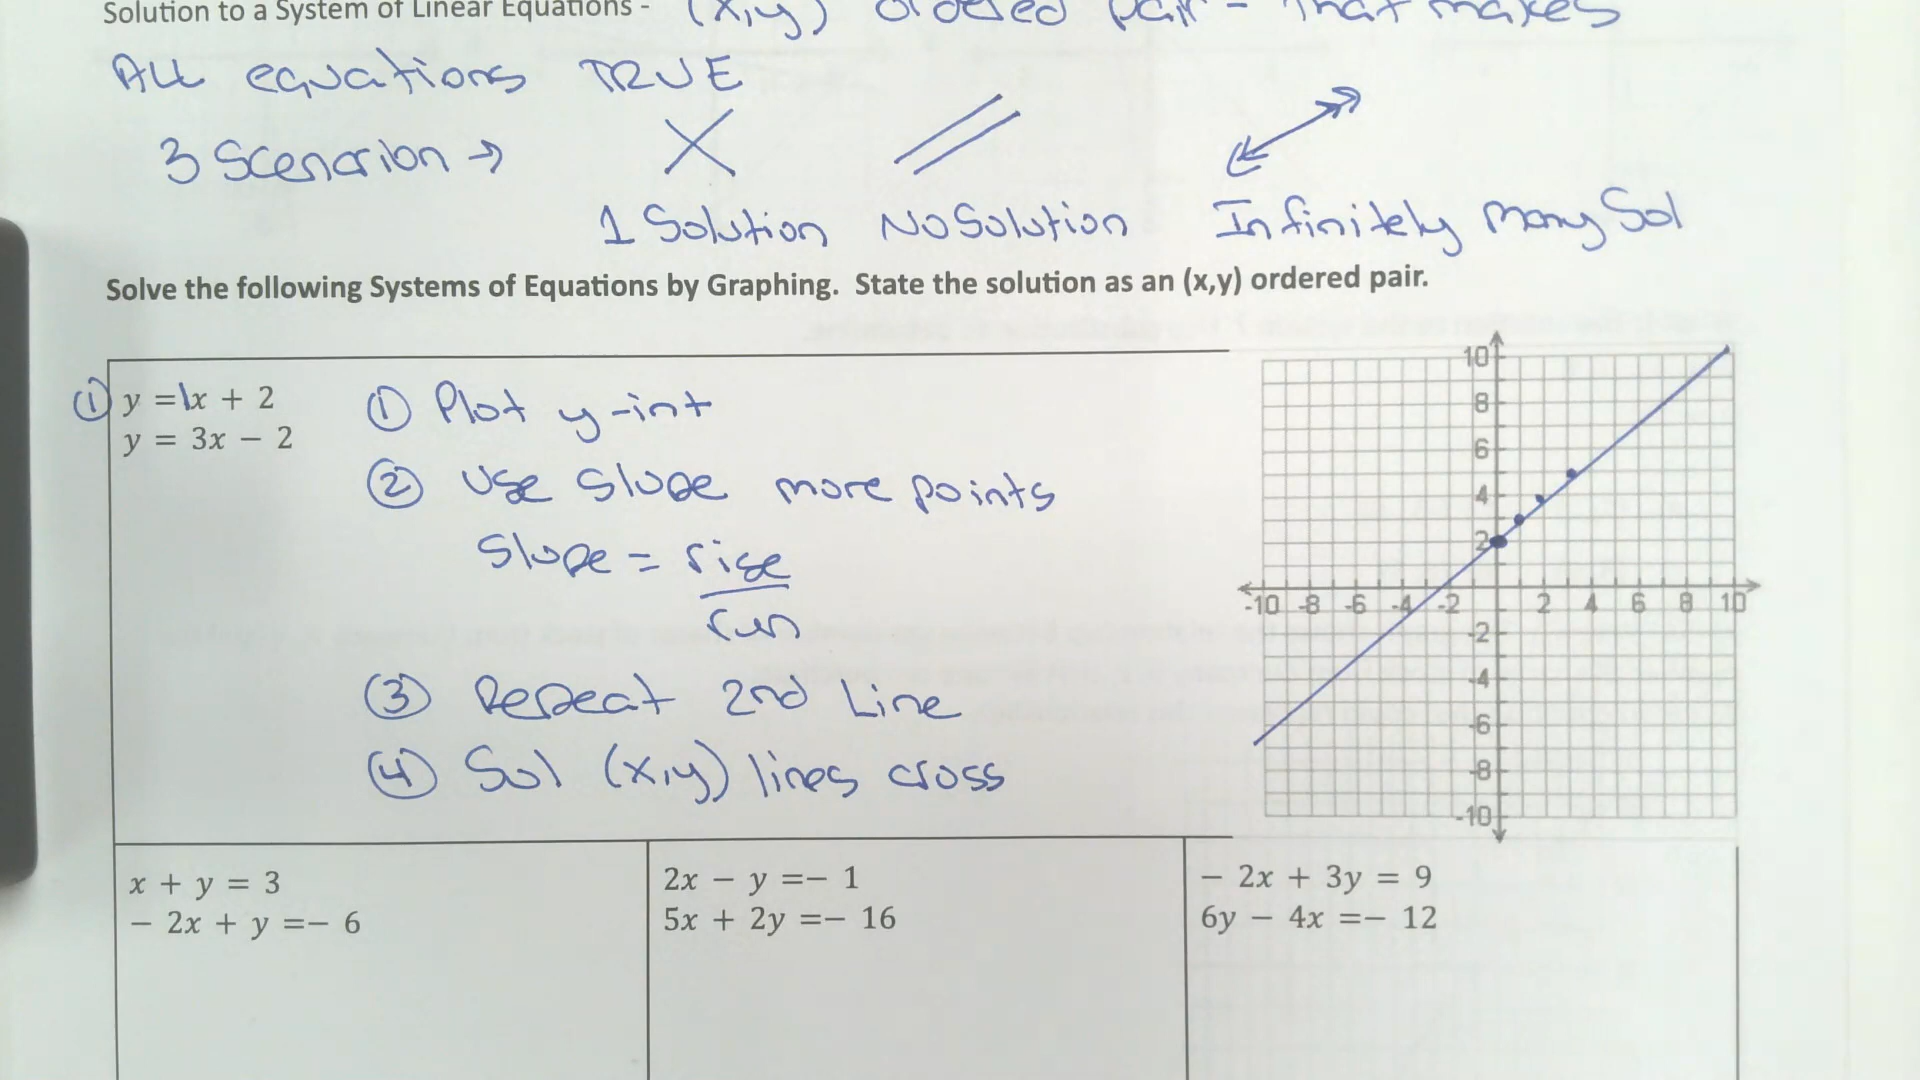 Solution to a System of Linear Equations - (x,y) ordered pair - that makes
ALL equations TRUE
3 Scenarion →
1 Solution No Solution Infinitely Many Sol
Solve the following Systems of Equations by Graphing. State the solution as an (x,y) ordered pair.
① y = 1x + 2
y = 3x − 2
① Plot y-int
② Use Slope more points
Slope = rise
run
③ Repeat 2nd Line
④ Sol (x,y) lines cross
10
8
6
4
2
-10 -8 -6 -4 -2 2 4 6 8 10
-2
-4
-6
-8
-10
x + y = 3
− 2x + y =− 6
2x − y =− 1
5x + 2y =− 16
− 2x + 3y = 9
6y − 4x =− 12